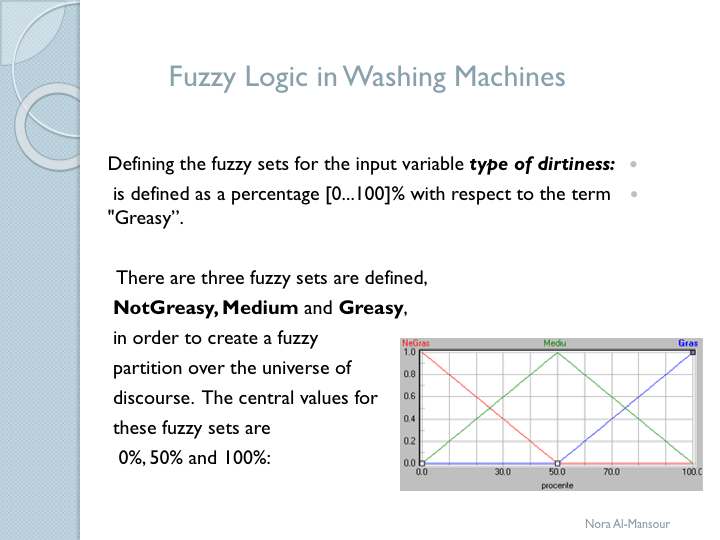 Fuzzy Logic in Washing Machines
Defining the fuzzy sets for the input variable type of dirtiness:
is defined as a percentage [0...100]% with respect to the term
"Greasy”.
There are three fuzzy sets are defined,
NotGreasy, Medium and Greasy,
in order to create a fuzzy
partition over the universe of
discourse. The central values for
these fuzzy sets are
0%, 50% and 100%:
NeGras Mediu Gras
1.0
0.8
0.6
0.4
0.2
0.0
0.0 30.0 50.0 70.0 100.0
procente
Nora Al-Mansour